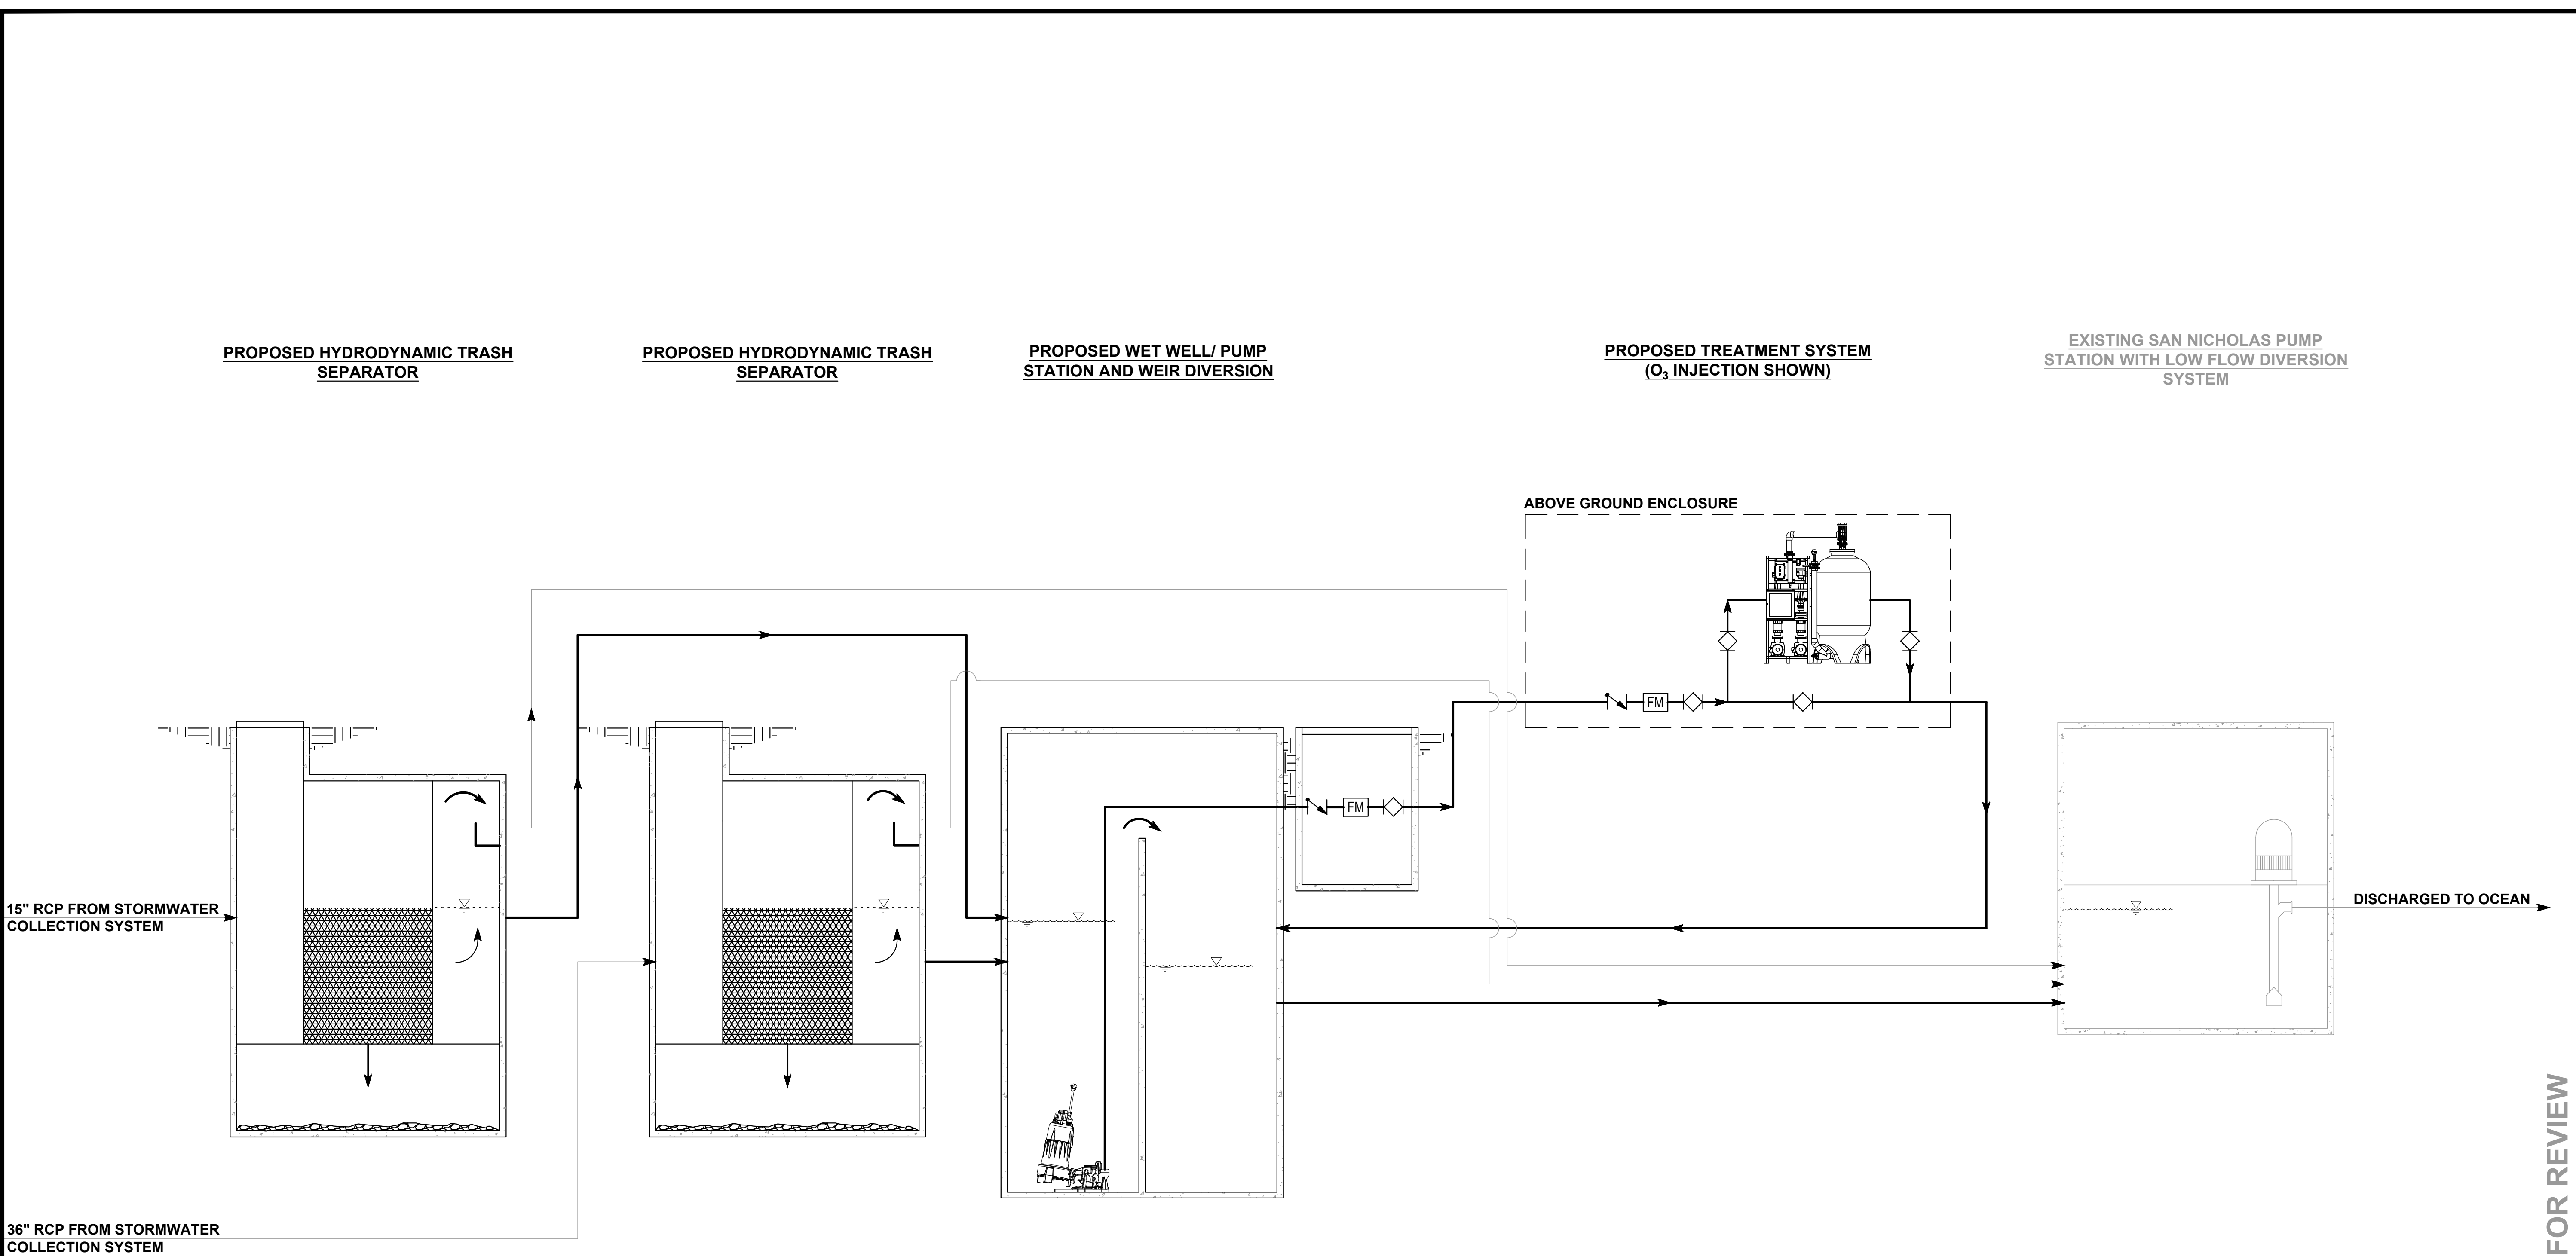 PROPOSED HYDRODYNAMIC TRASH
SEPARATOR
PROPOSED HYDRODYNAMIC TRASH
SEPARATOR
PROPOSED WET WELL/ PUMP
STATION AND WEIR DIVERSION
PROPOSED TREATMENT SYSTEM
(O₃ INJECTION SHOWN)
EXISTING SAN NICHOLAS PUMP
STATION WITH LOW FLOW DIVERSION
SYSTEM
ABOVE GROUND ENCLOSURE
FM
FM
15" RCP FROM STORMWATER
COLLECTION SYSTEM
DISCHARGED TO OCEAN
36" RCP FROM STORMWATER
COLLECTION SYSTEM
FOR REVIEW